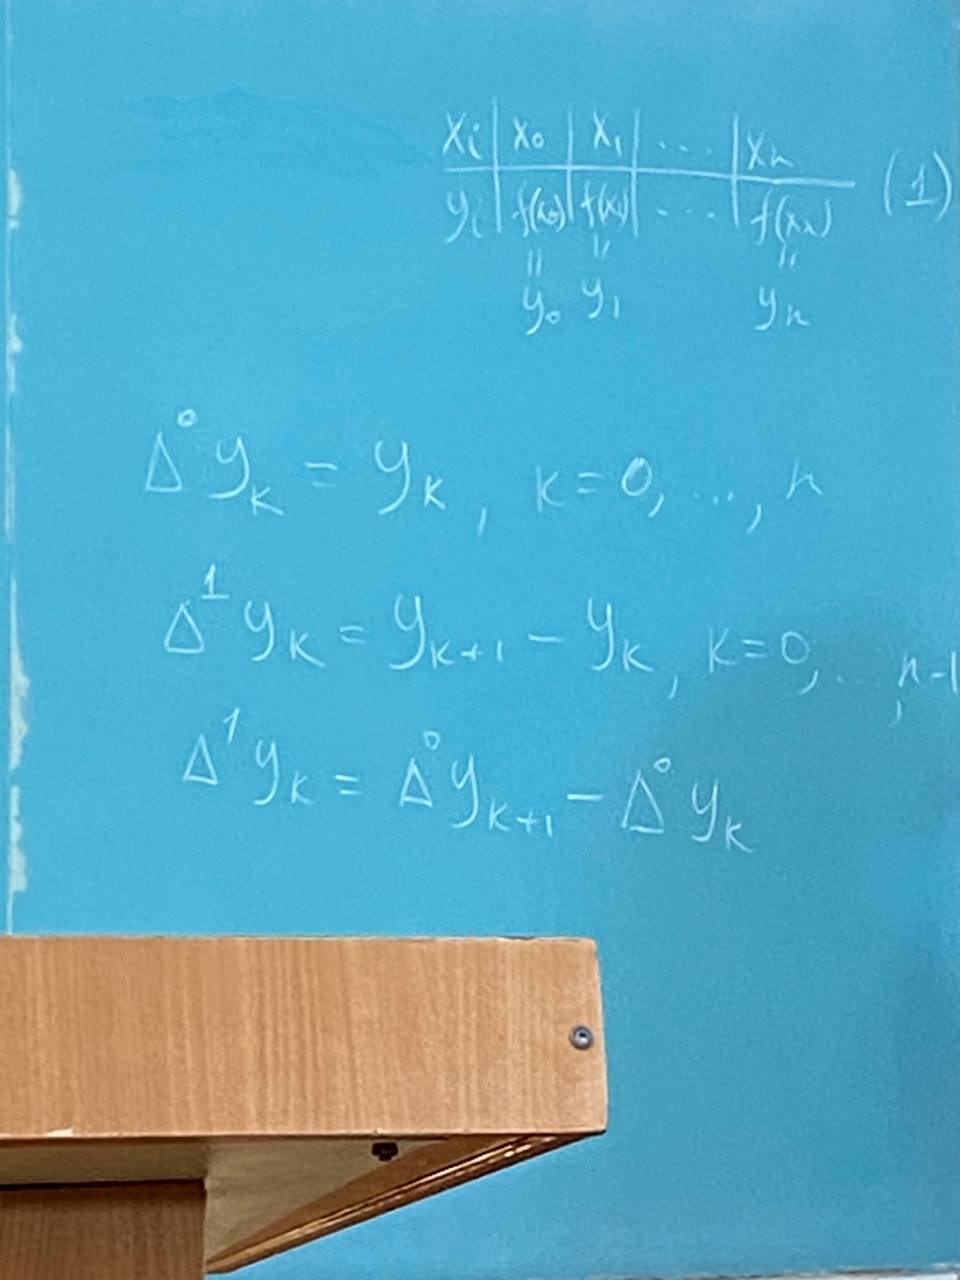 xᵢ | x₀ | x₁ | .... | xₙ
yᵢ | f(x₀) | f(x₁) | .... | f(xₙ) (1)
〃 〃 〃
y₀ y₁ yₙ
Δ⁰yₖ = yₖ, k=0, ..., n
Δ¹yₖ = yₖ₊₁ − yₖ, k=0, .. , n-1
Δ¹yₖ = Δ⁰yₖ₊₁ − Δ⁰yₖ